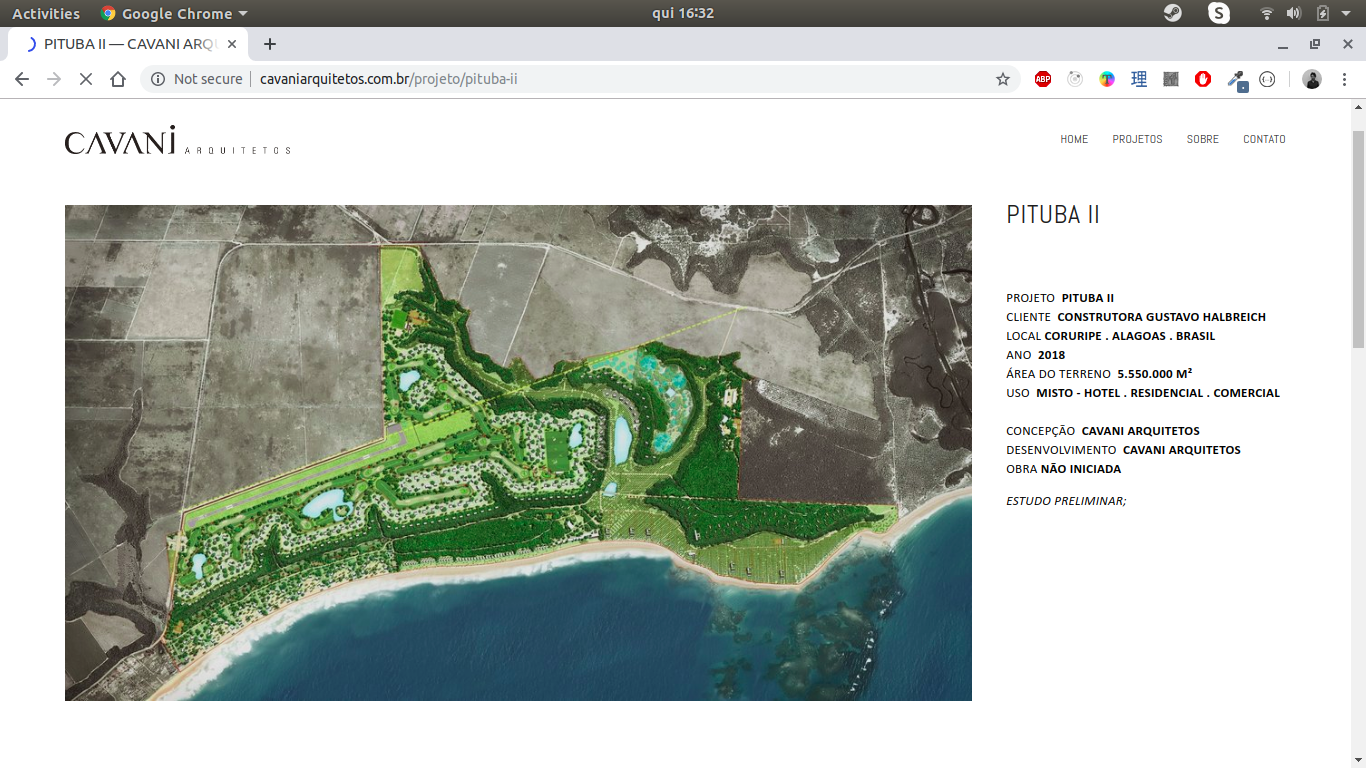 Activities Google Chrome qui 16:32 S
PITUBA II — CAVANI ARQU
Not secure cavaniarquitetos.com.br/projeto/pituba-ii ABP T 理
CAVANi ARQUITETOS
HOME PROJETOS SOBRE CONTATO
PITUBA II
PROJETO PITUBA II
CLIENTE CONSTRUTORA GUSTAVO HALBREICH
LOCAL CORURIPE . ALAGOAS . BRASIL
ANO 2018
ÁREA DO TERRENO 5.550.000 M²
USO MISTO - HOTEL . RESIDENCIAL . COMERCIAL
CONCEPÇÃO CAVANI ARQUITETOS
DESENVOLVIMENTO CAVANI ARQUITETOS
OBRA NÃO INICIADA
ESTUDO PRELIMINAR;